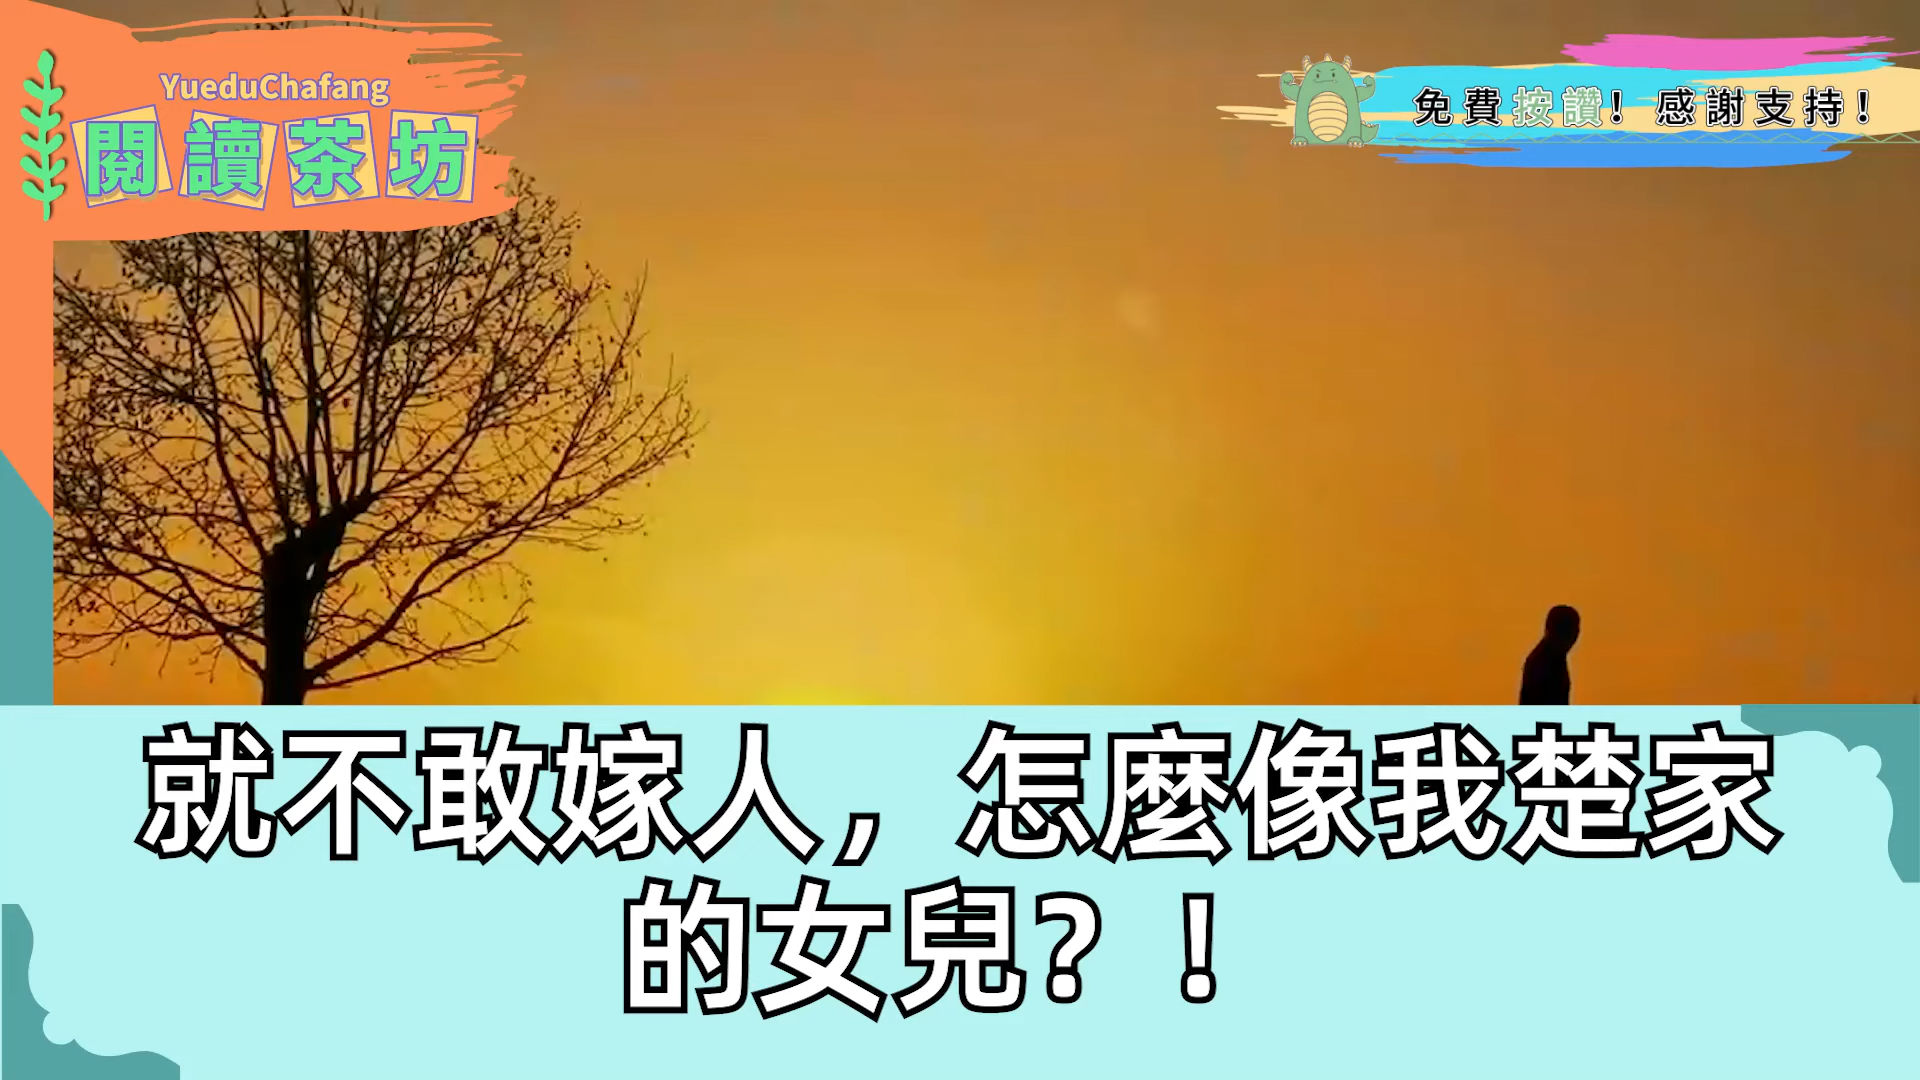 YueduChafang
閱讀茶坊
免費按讚！感謝支持！
就不敢嫁人，怎麼像我楚家
的女兒？！